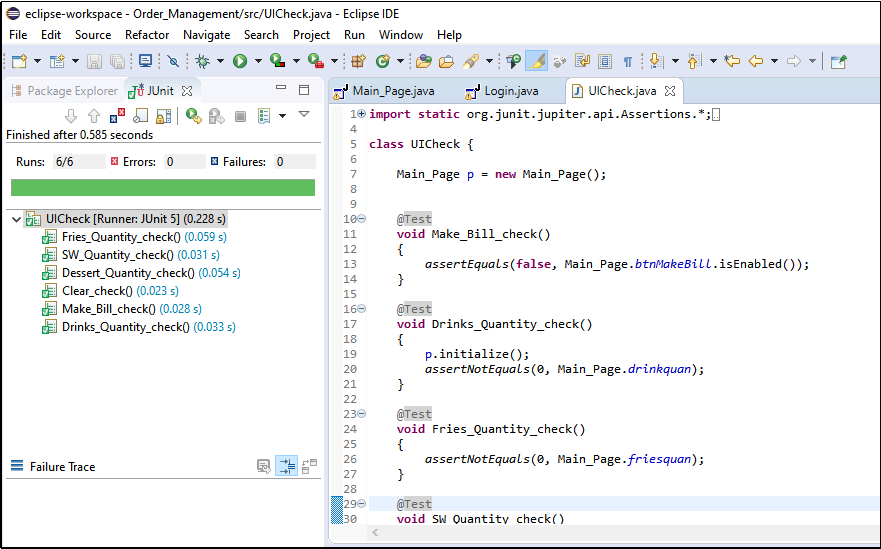 eclipse-workspace - Order_Management/src/UICheck.java - Eclipse IDE
File Edit Source Refactor Navigate Search Project Run Window Help
Package Explorer JUnit
Finished after 0.585 seconds
Runs: 6/6 Errors: 0 Failures: 0
UICheck [Runner: JUnit 5] (0.228 s)
Fries_Quantity_check() (0.059 s)
SW_Quantity_check() (0.031 s)
Dessert_Quantity_check() (0.054 s)
Clear_check() (0.023 s)
Make_Bill_check() (0.028 s)
Drinks_Quantity_check() (0.033 s)
Failure Trace
Main_Page.java Login.java UICheck.java
1 import static org.junit.jupiter.api.Assertions.*;
4
5 class UICheck {
6
7 Main_Page p = new Main_Page();
8
9
10 @Test
11 void Make_Bill_check()
12 {
13 assertEquals(false, Main_Page.btnMakeBill.isEnabled());
14 }
15
16 @Test
17 void Drinks_Quantity_check()
18 {
19 p.initialize();
20 assertNotEquals(0, Main_Page.drinkquan);
21 }
22
23 @Test
24 void Fries_Quantity_check()
25 {
26 assertNotEquals(0, Main_Page.friesquan);
27 }
28
29 @Test
30 void SW_Quantity_check()